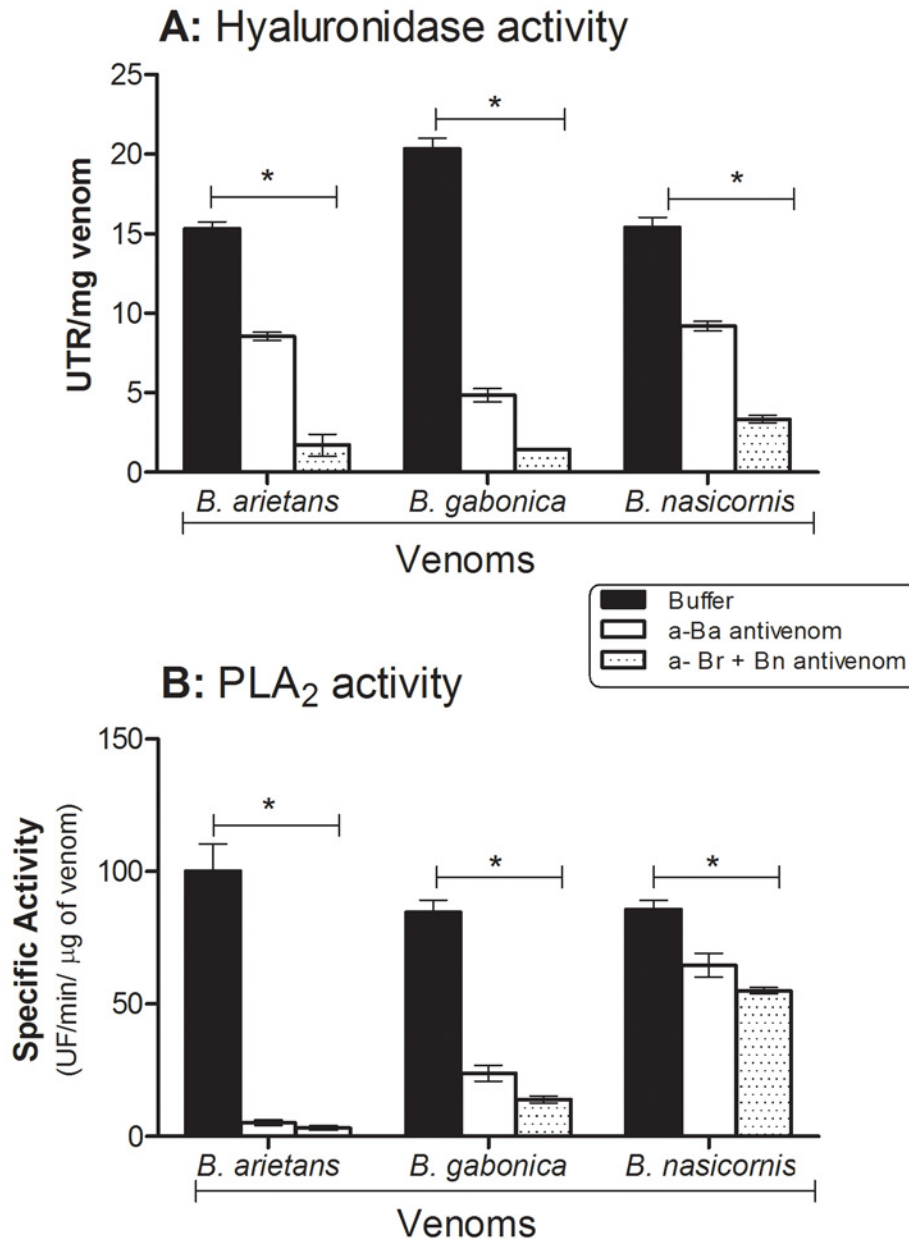 A: Hyaluronidase activity
UTR/mg venom
25
20
15
10
5
0
*
*
*
B. arietans
B. gabonica
B. nasicornis
Venoms
Buffer
a-Ba antivenom
a- Br + Bn antivenom
B: PLA₂ activity
Specific Activity
(UF/min/ µg of venom)
150
100
50
0
*
*
*
B. arietans
B. gabonica
B. nasicornis
Venoms